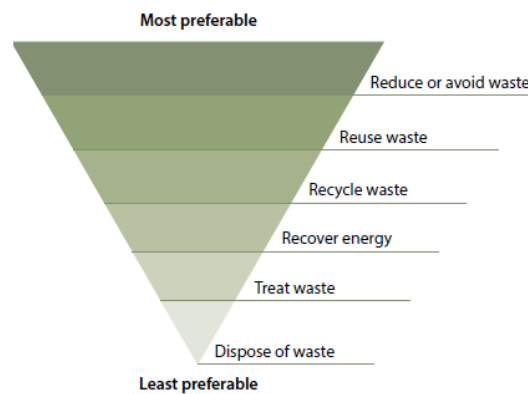 Most preferable
Reduce or avoid waste
Reuse waste
Recycle waste
Recover energy
Treat waste
Dispose of waste
Least preferable